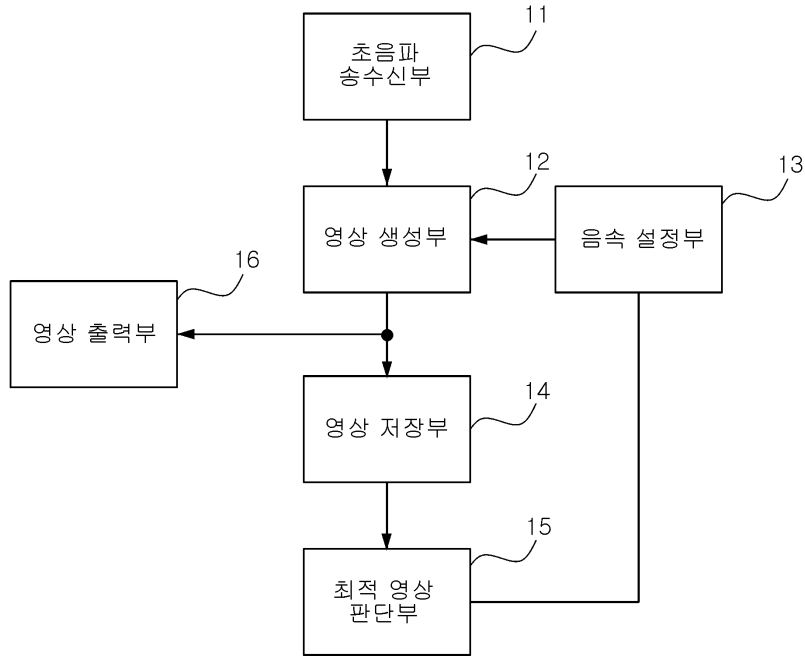 11
초음파
송수신부
12
영상 생성부
13
음속 설정부
16
영상 출력부
14
영상 저장부
15
최적 영상
판단부